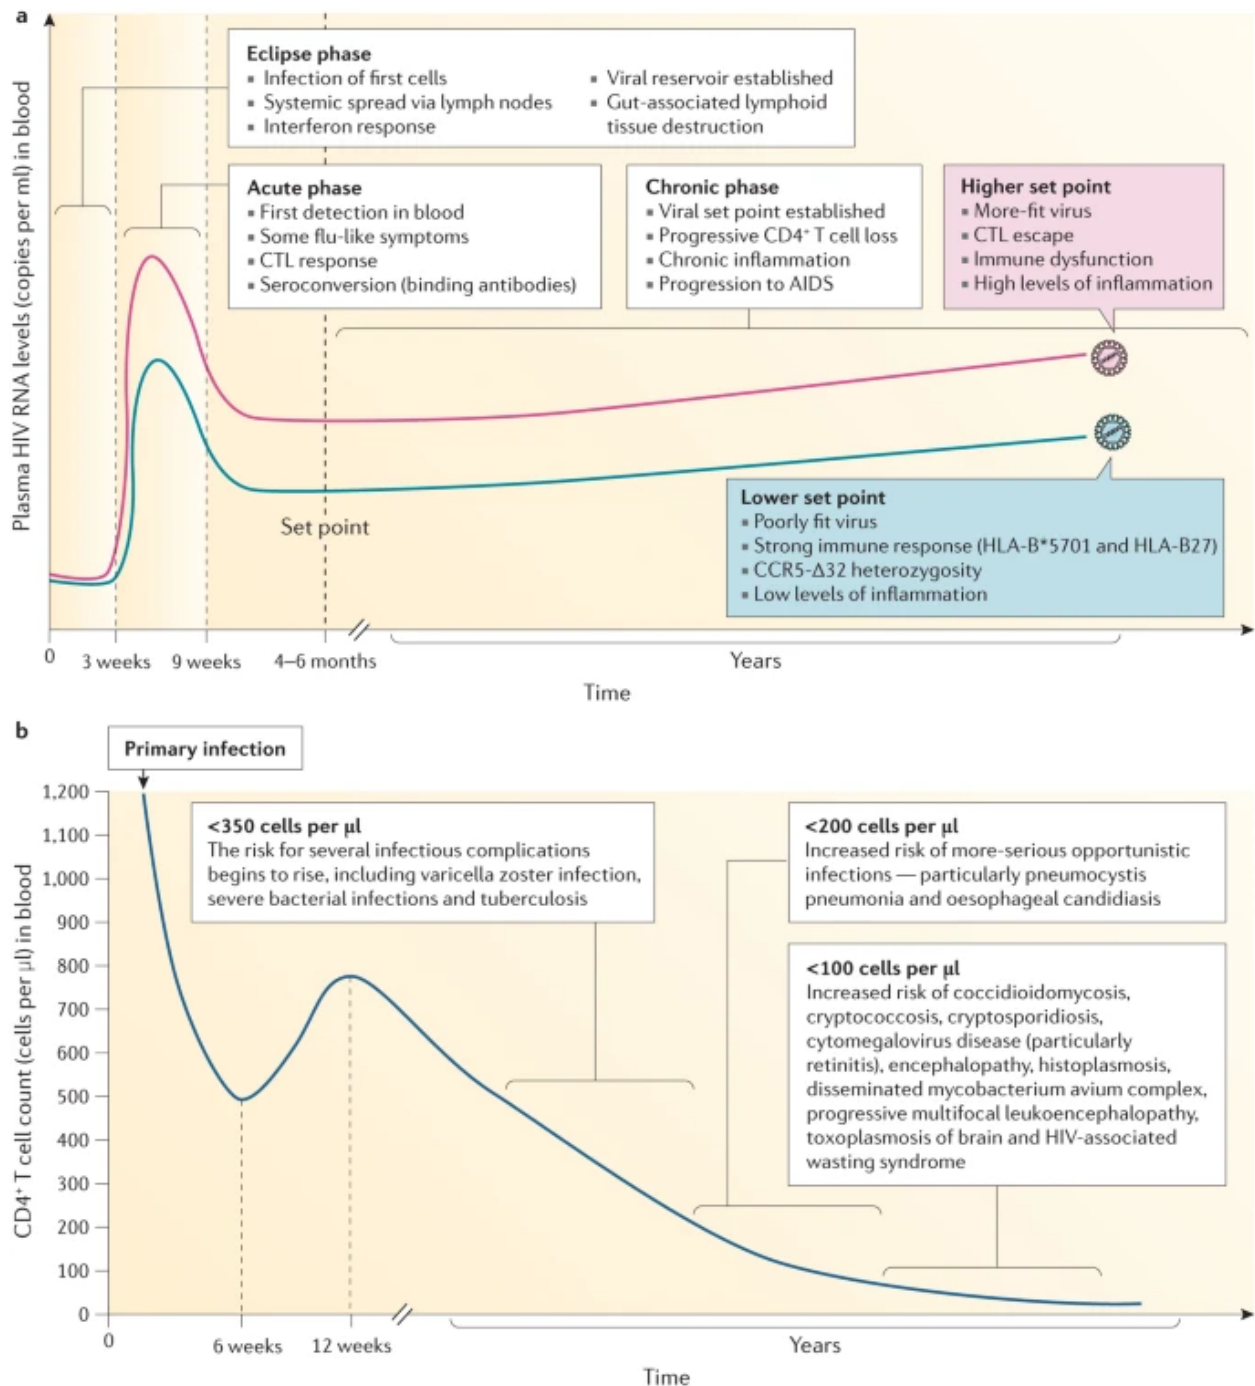 a
Plasma HIV RNA levels (copies per ml) in blood
Eclipse phase
▪ Infection of first cells
▪ Systemic spread via lymph nodes
▪ Interferon response
▪ Viral reservoir established
▪ Gut-associated lymphoid
tissue destruction
Acute phase
▪ First detection in blood
▪ Some flu-like symptoms
▪ CTL response
▪ Seroconversion (binding antibodies)
Chronic phase
▪ Viral set point established
▪ Progressive CD4⁺ T cell loss
▪ Chronic inflammation
▪ Progression to AIDS
Higher set point
▪ More-fit virus
▪ CTL escape
▪ Immune dysfunction
▪ High levels of inflammation
Set point
Lower set point
▪ Poorly fit virus
▪ Strong immune response (HLA-B*5701 and HLA-B27)
▪ CCR5-Δ32 heterozygosity
▪ Low levels of inflammation
0
3 weeks
9 weeks
4–6 months
Years
Time
b
Primary infection
CD4⁺ T cell count (cells per µl) in blood
1,200
1,100
1,000
900
800
700
600
500
400
300
200
100
0
<350 cells per µl
The risk for several infectious complications
begins to rise, including varicella zoster infection,
severe bacterial infections and tuberculosis
<200 cells per µl
Increased risk of more-serious opportunistic
infections — particularly pneumocystis
pneumonia and oesophageal candidiasis
<100 cells per µl
Increased risk of coccidioidomycosis,
cryptococcosis, cryptosporidiosis,
cytomegalovirus disease (particularly
retinitis), encephalopathy, histoplasmosis,
disseminated mycobacterium avium complex,
progressive multifocal leukoencephalopathy,
toxoplasmosis of brain and HIV-associated
wasting syndrome
0
6 weeks
12 weeks
Years
Time